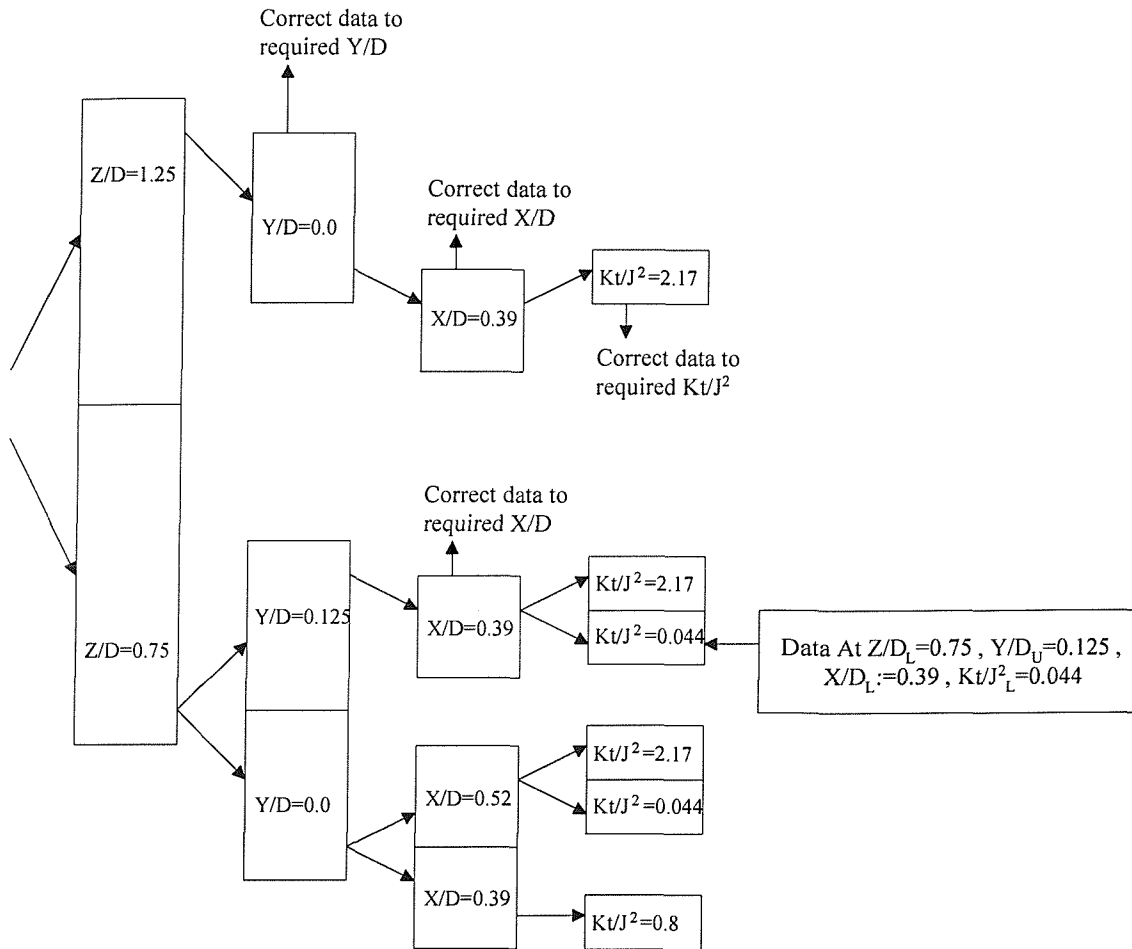 Correct data to
required Y/D
Z/D=1.25
Y/D=0.0
Correct data to
required X/D
X/D=0.39
Kt/J²=2.17
Correct data to
required Kt/J²
Correct data to
required X/D
Z/D=0.75
Y/D=0.125
X/D=0.39
Kt/J²=2.17
Kt/J²=0.044
Data At Z/D_L=0.75 , Y/D_U=0.125 ,
X/D_L:=0.39 , Kt/J²_L=0.044
Y/D=0.0
X/D=0.52
Kt/J²=2.17
Kt/J²=0.044
X/D=0.39
Kt/J²=0.8